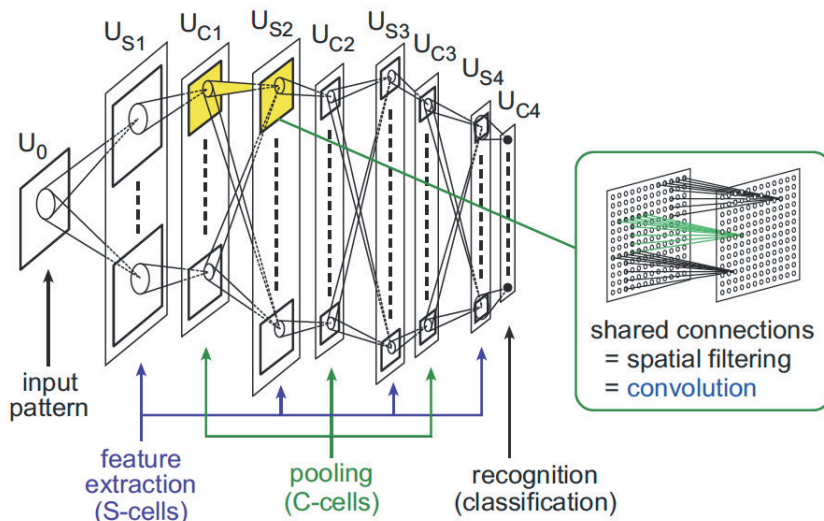 U0
US1
UC1
US2
UC2
US3
UC3
US4
UC4
input
pattern
feature
extraction
(S-cells)
pooling
(C-cells)
recognition
(classification)
shared connections
= spatial filtering
= convolution